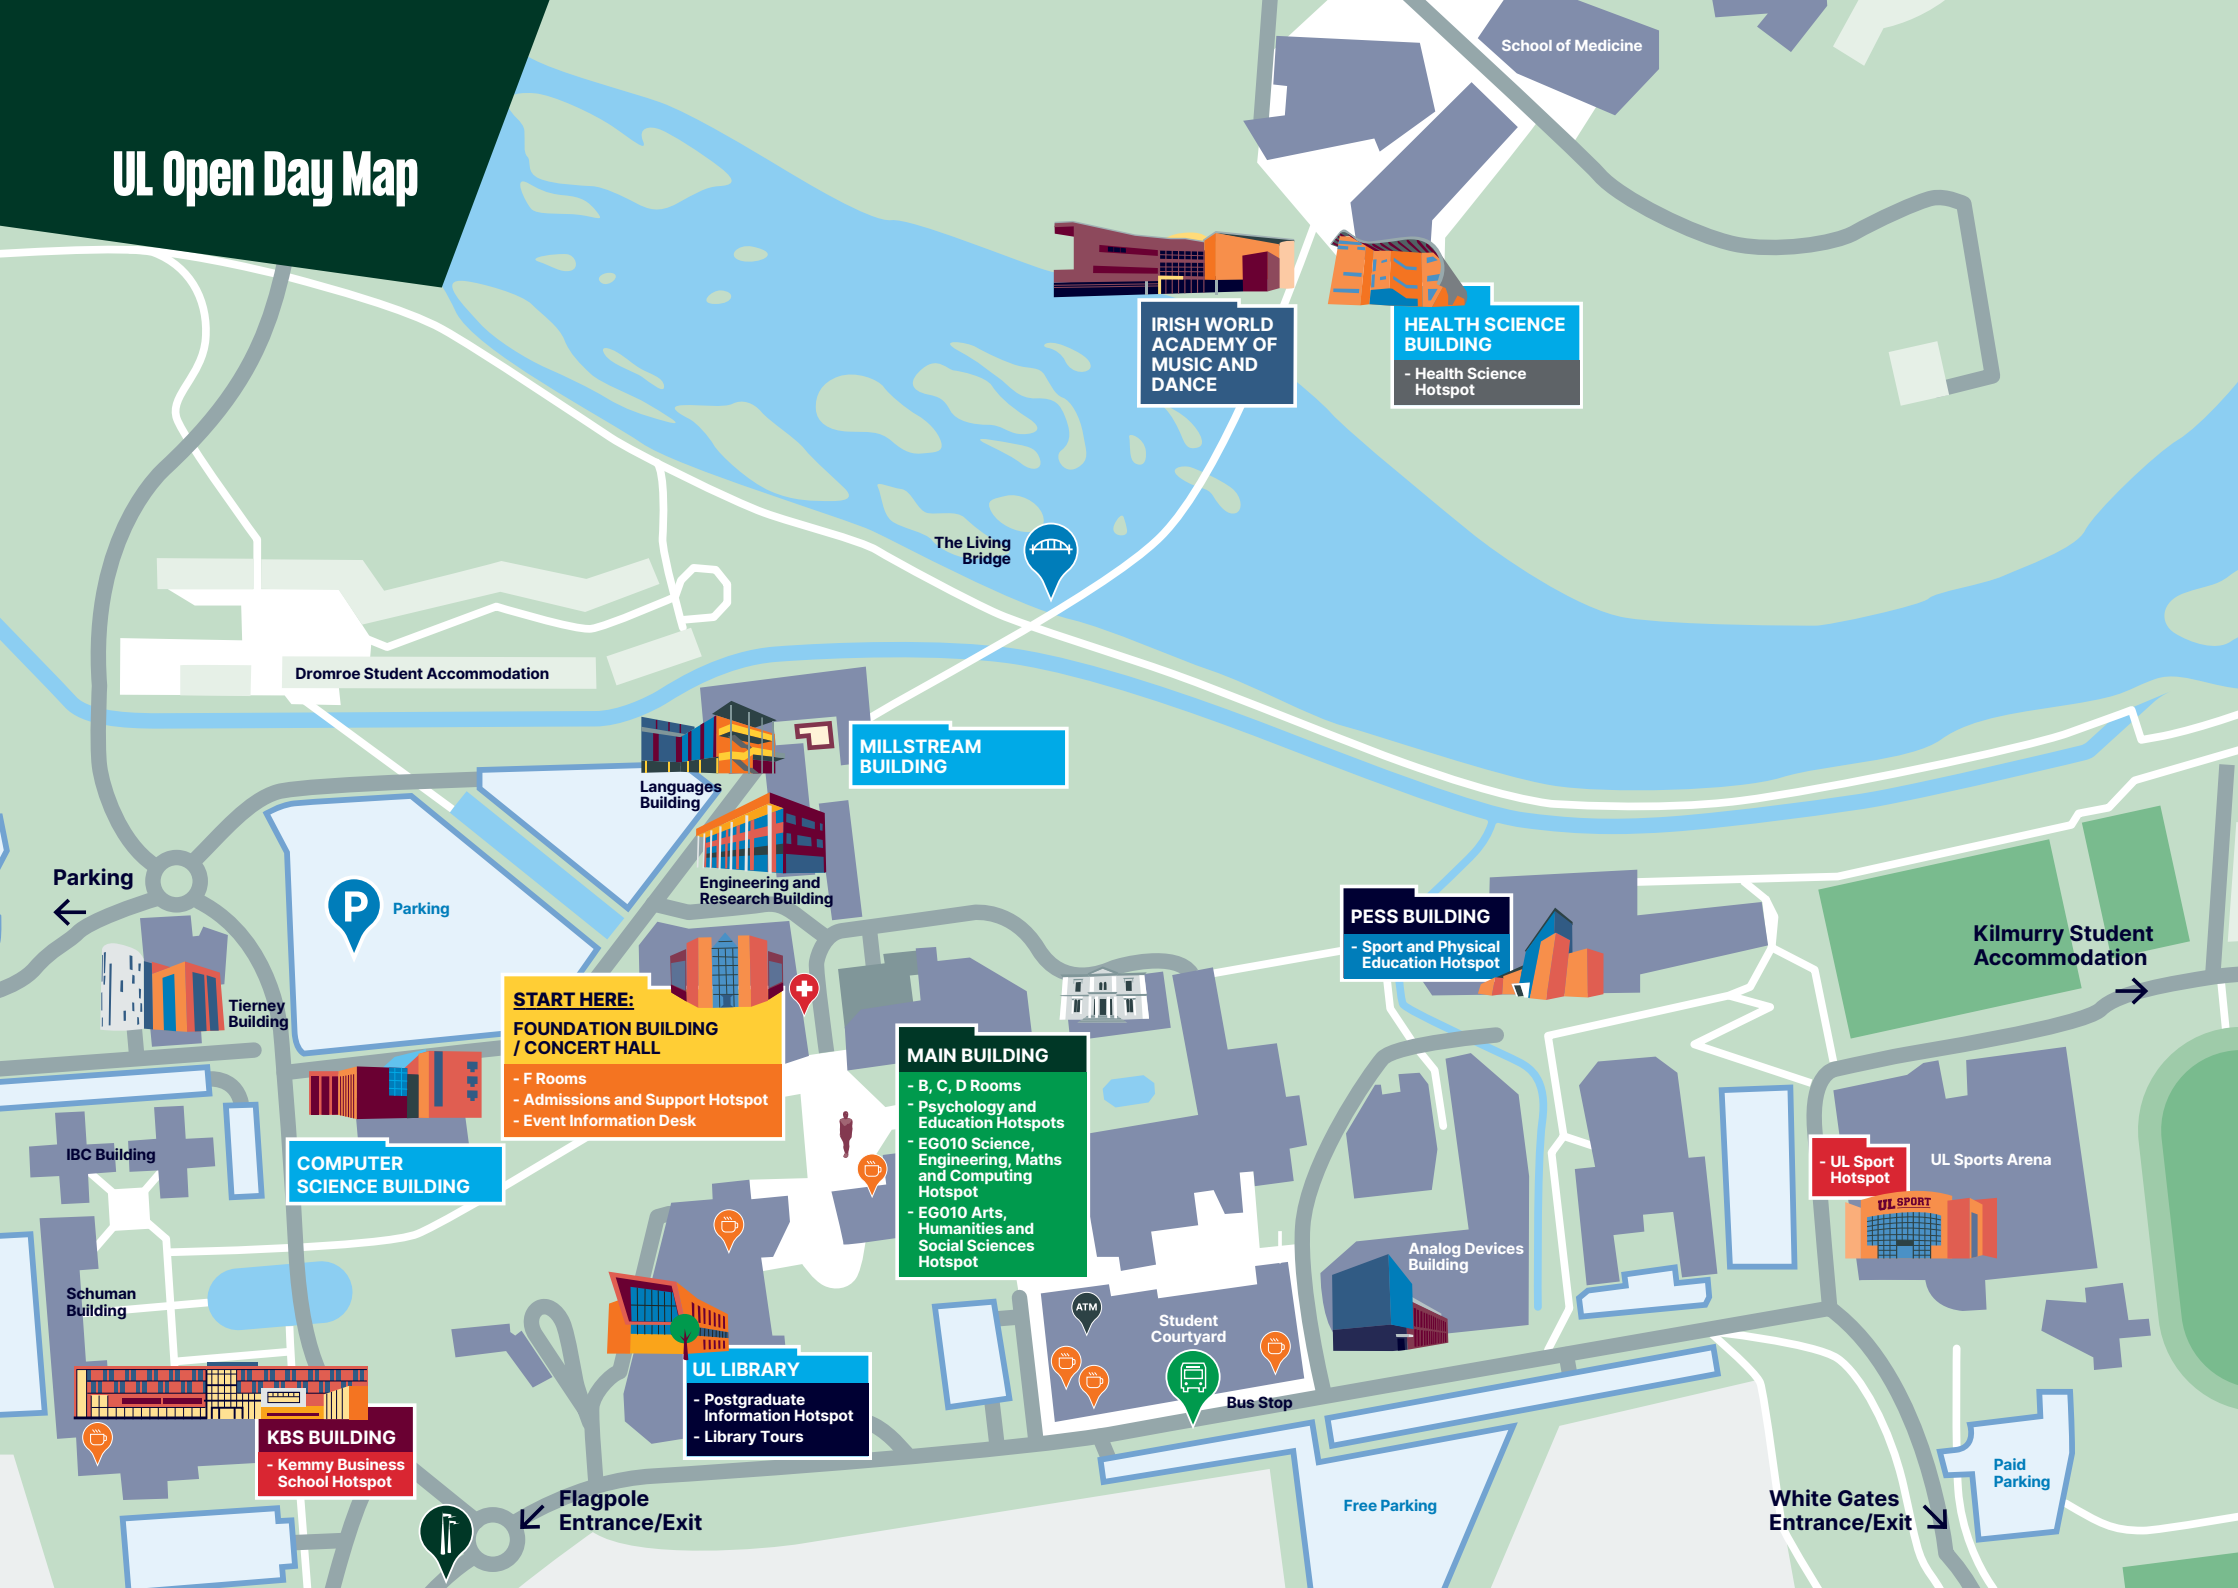 UL Open Day Map
School of Medicine
IRISH WORLD
ACADEMY OF
MUSIC AND
DANCE
HEALTH SCIENCE
BUILDING
- Health Science
Hotspot
The Living
Bridge
Dromroe Student Accommodation
MILLSTREAM
BUILDING
Languages
Building
Engineering and
Research Building
Parking
P
Parking
Tierney
Building
START HERE:
FOUNDATION BUILDING
/ CONCERT HALL
- F Rooms
- Admissions and Support Hotspot
- Event Information Desk
PESS BUILDING
- Sport and Physical
Education Hotspot
Kilmurry Student
Accommodation
MAIN BUILDING
- B, C, D Rooms
- Psychology and
Education Hotspots
- EG010 Science,
Engineering, Maths
and Computing
Hotspot
- EG010 Arts,
Humanities and
Social Sciences
Hotspot
COMPUTER
SCIENCE BUILDING
IBC Building
- UL Sport
Hotspot
UL Sports Arena
UL SPORT
Analog Devices
Building
Schuman
Building
ATM
Student
Courtyard
Bus Stop
UL LIBRARY
- Postgraduate
Information Hotspot
- Library Tours
KBS BUILDING
- Kemmy Business
School Hotspot
Flagpole
Entrance/Exit
Free Parking
White Gates
Entrance/Exit
Paid
Parking